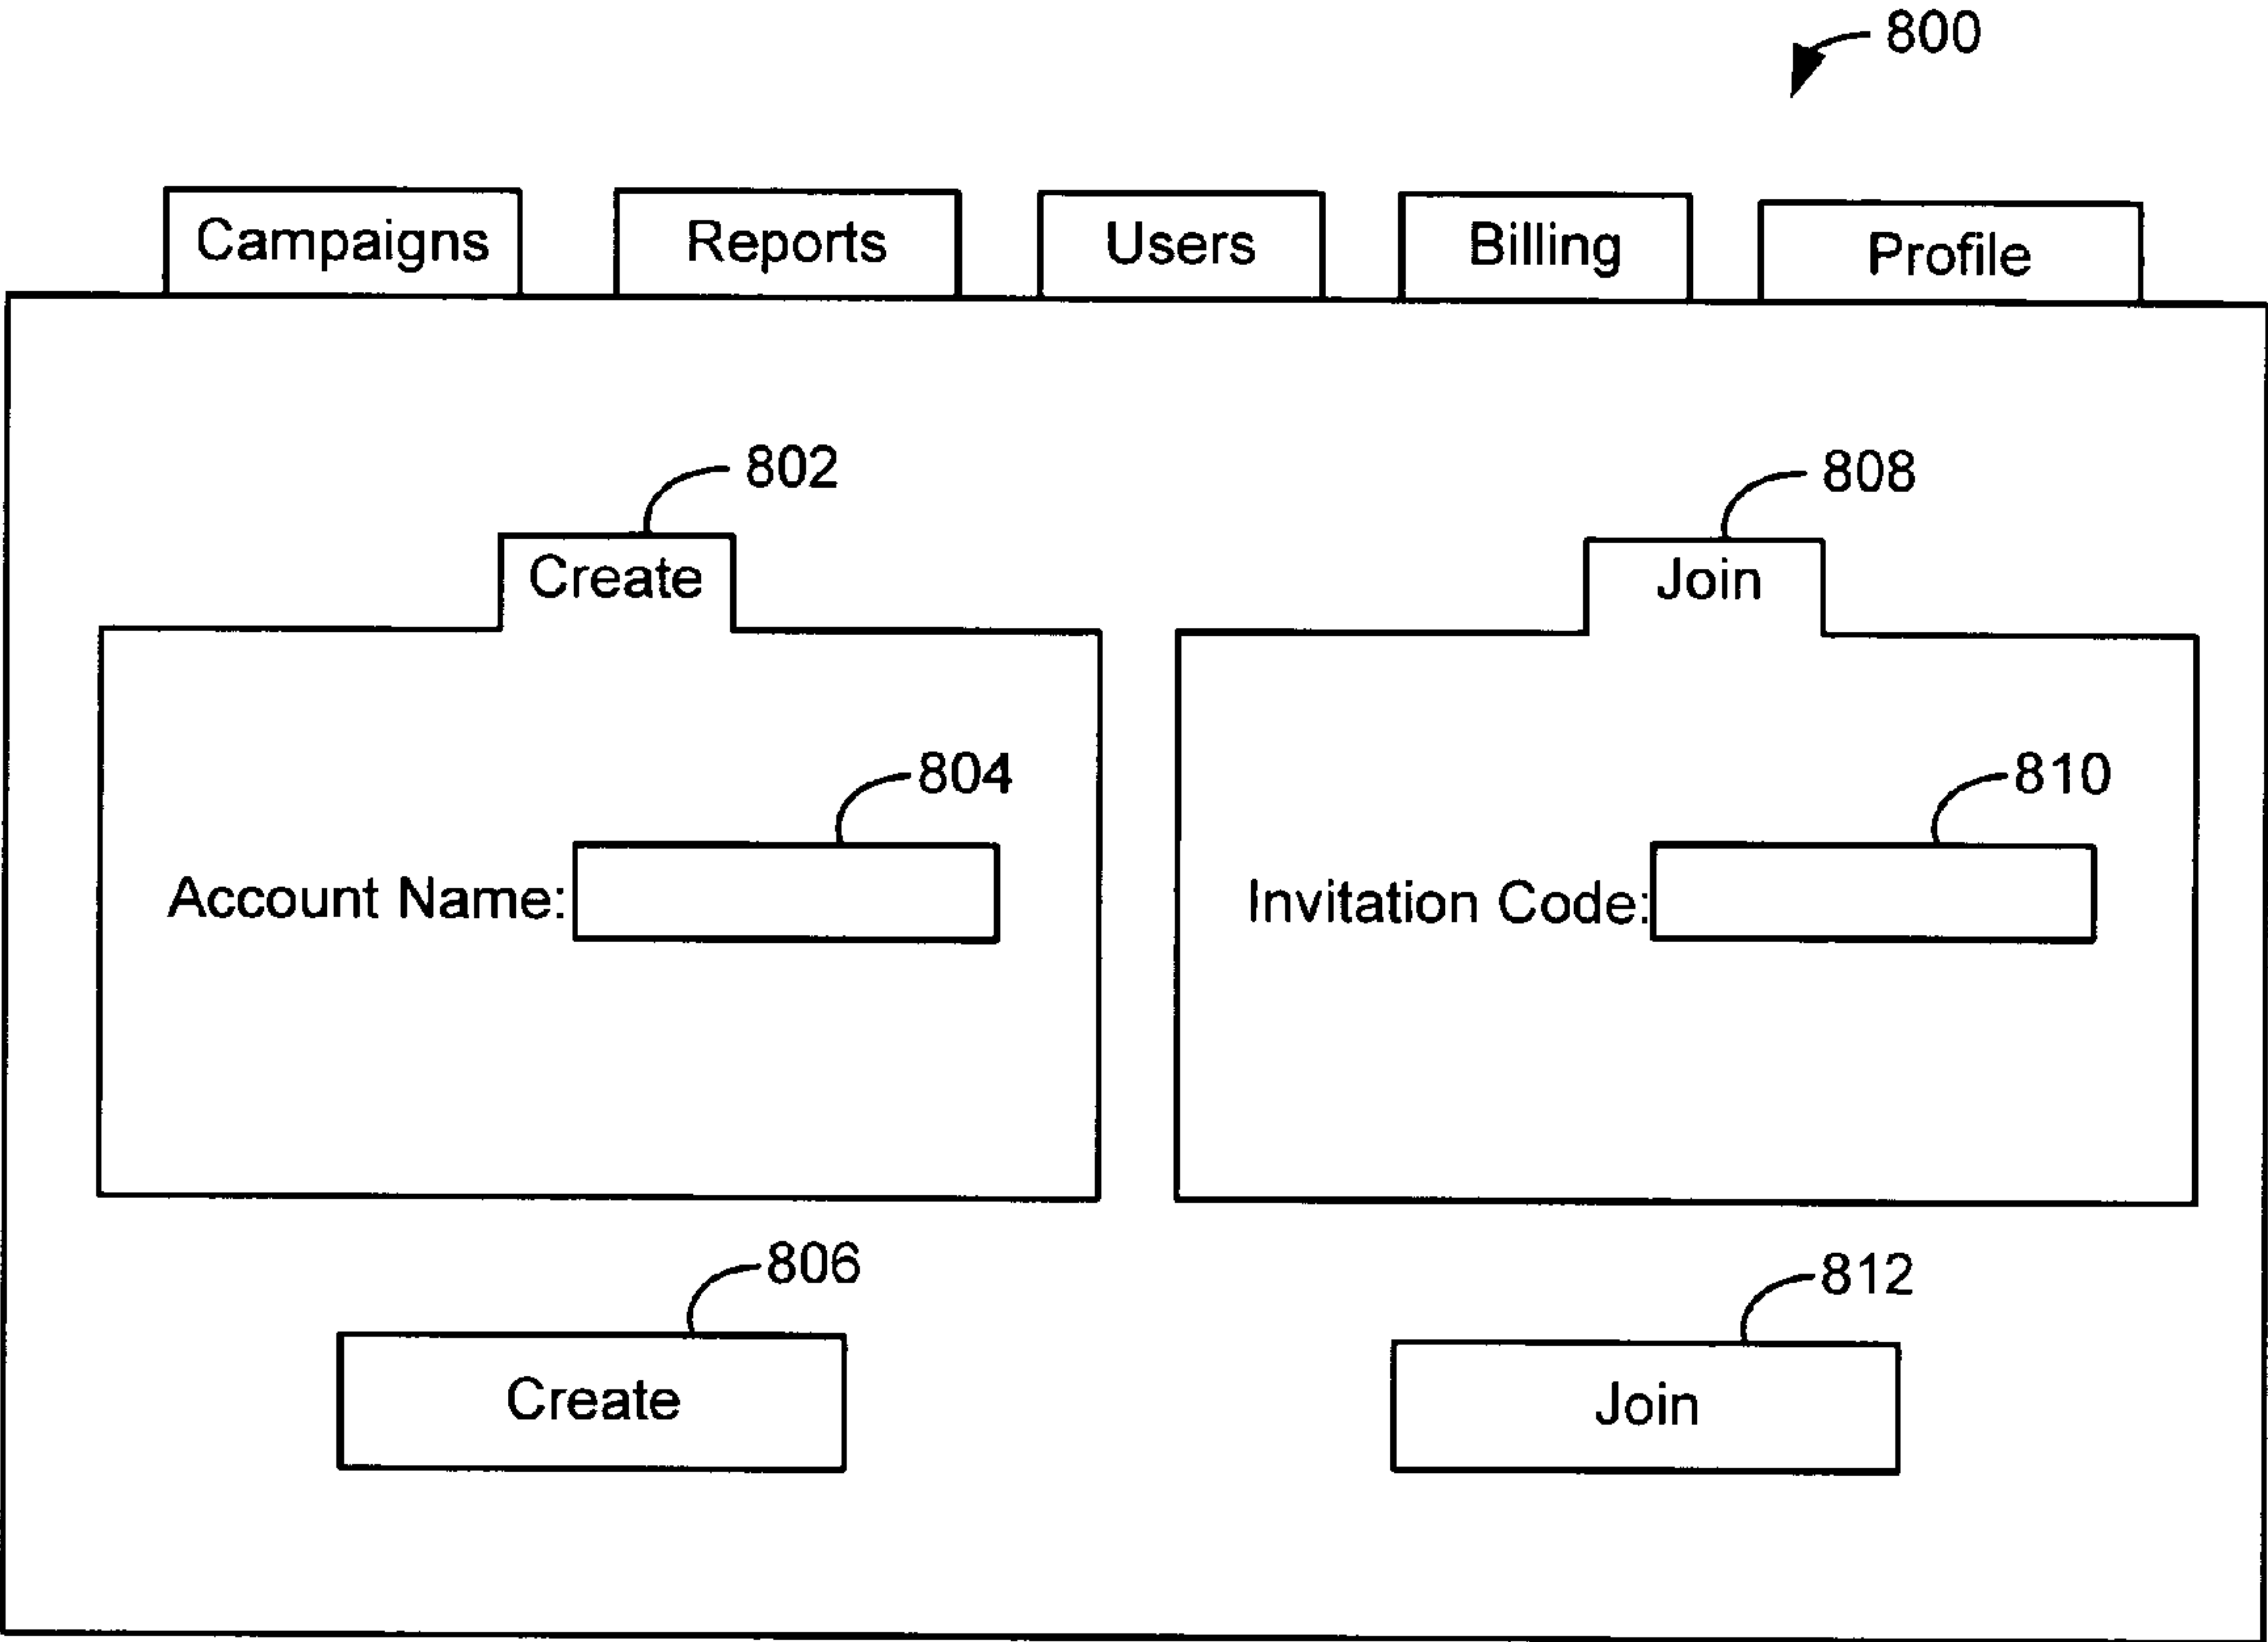 800
Campaigns Reports Users Billing Profile
802 808
Create Join
804 810
Account Name: Invitation Code:
806 812
Create Join